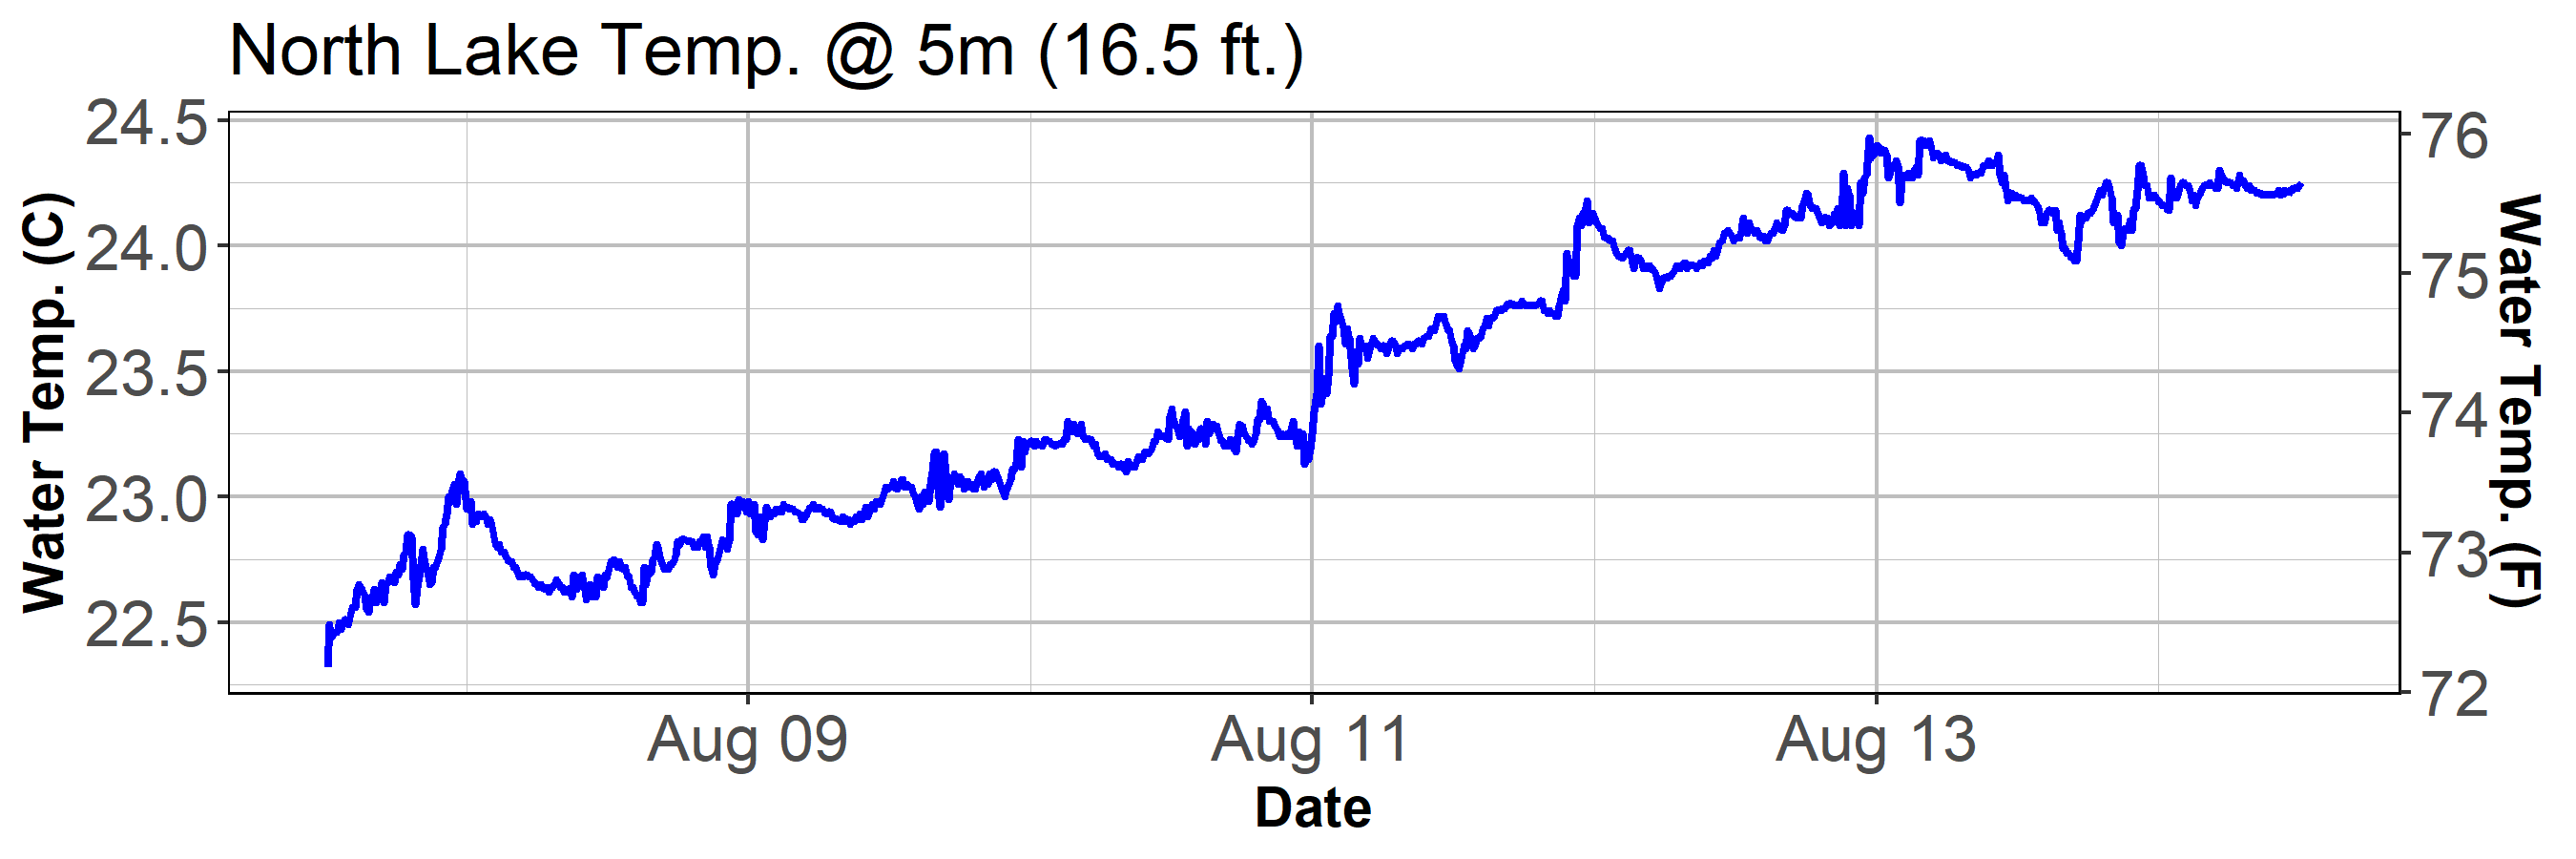 North Lake Temp. @ 5m (16.5 ft.)
Water Temp. (C)
24.5
24.0
23.5
23.0
22.5
76
75
74
73
72
Water Temp. (F)
Aug 09
Aug 11
Aug 13
Date